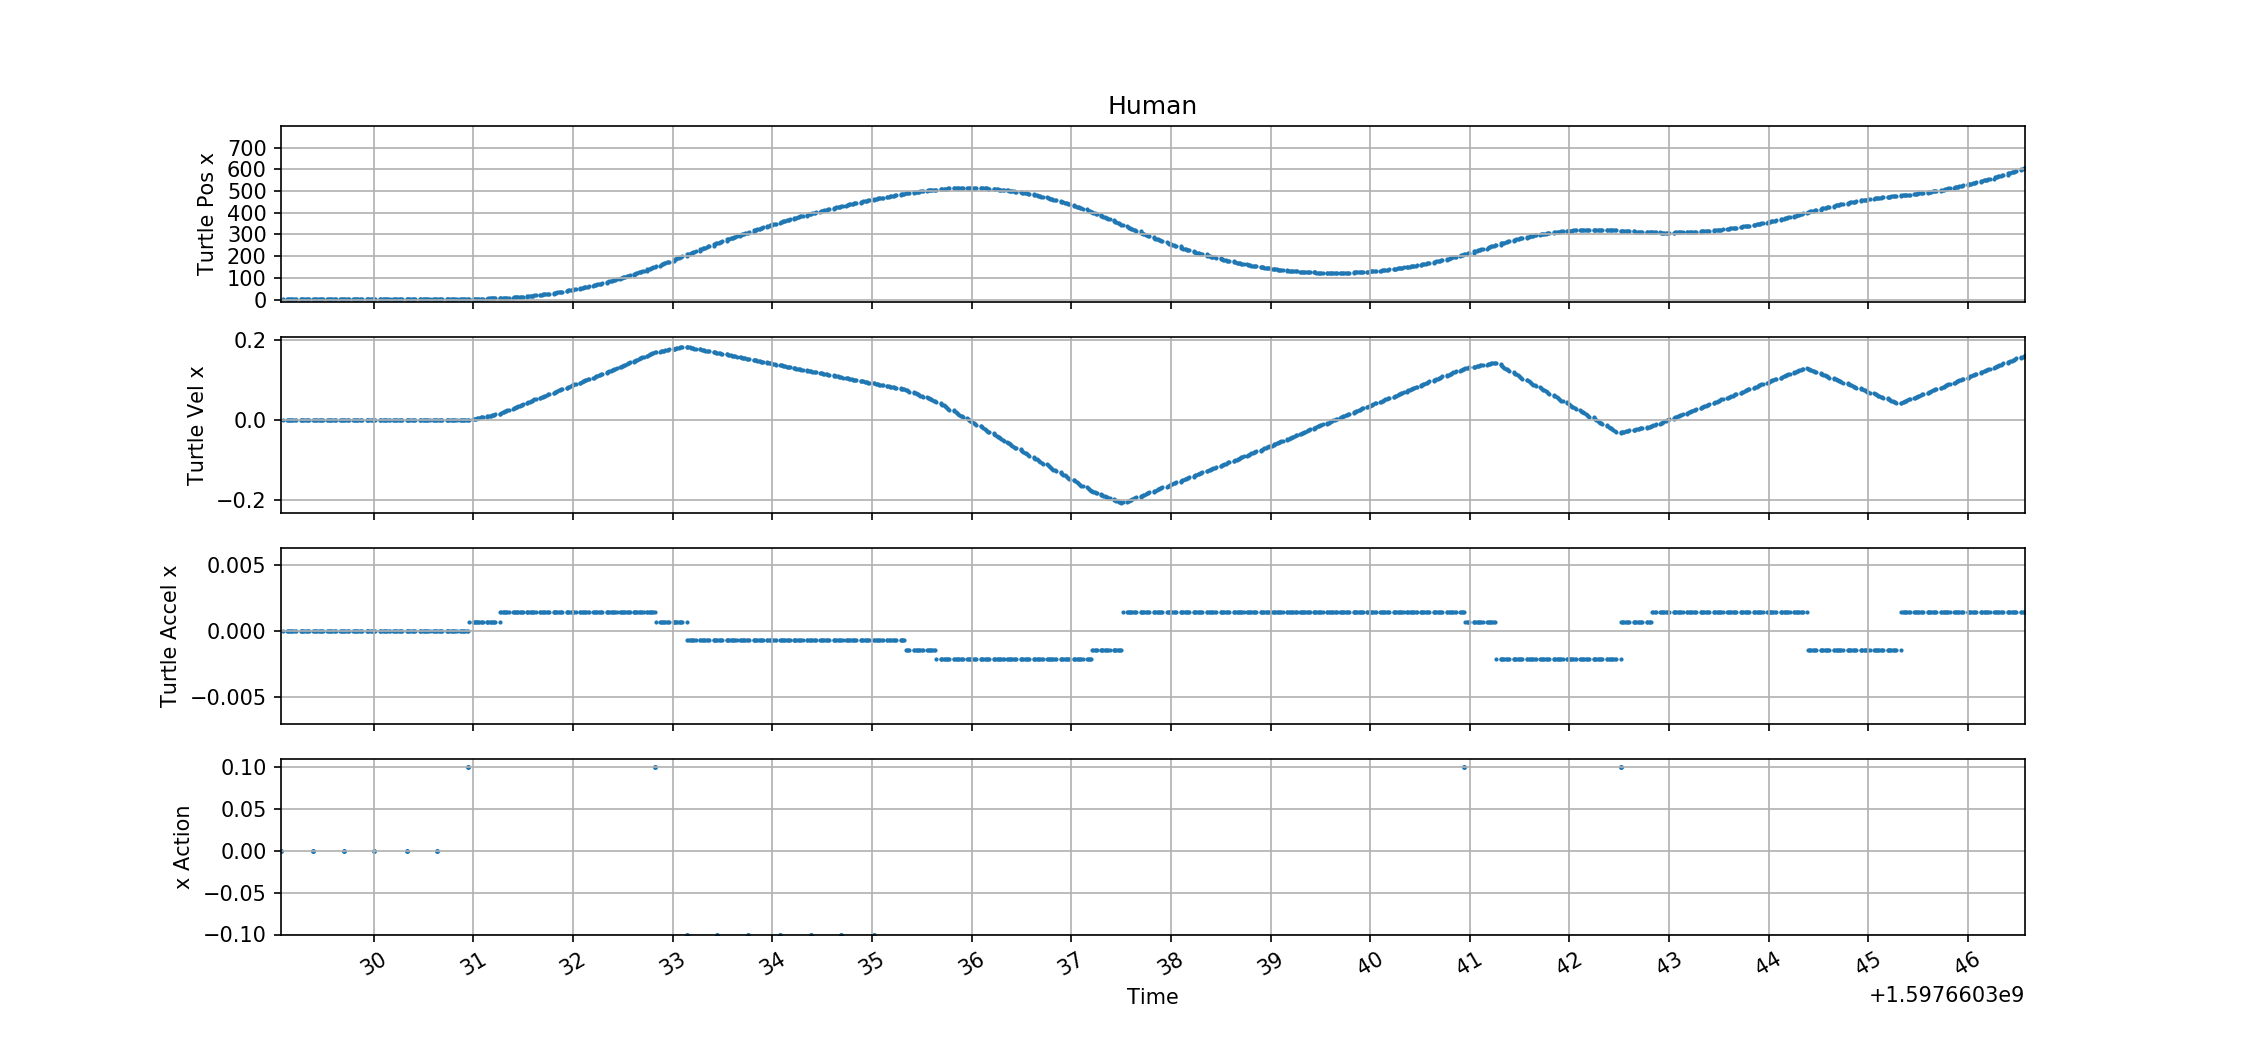 Human
Turtle Pos x
700
600
500
400
300
200
100
0
Turtle Vel x
0.2
0.0
−0.2
Turtle Accel x
0.005
0.000
−0.005
x Action
0.10
0.05
0.00
−0.05
−0.10
30 31 32 33 34 35 36 37 38 39 40 41 42 43 44 45 46
Time
+1.5976603e9